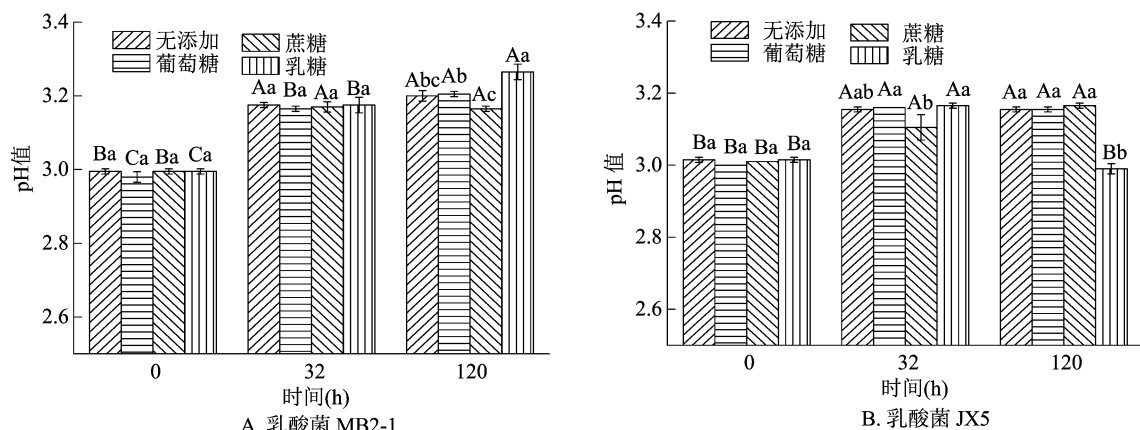 3.4
3.2
3.0
2.8
2.6
pH值
无添加 蔗糖
葡萄糖 乳糖
Ba Ca Ba Ca
Aa Ba Aa Ba
Abc Ab Ac Aa
0 32 120
时间(h)
A. 乳酸菌 MB2-1
3.4
3.2
3.0
2.8
2.6
pH 值
无添加 蔗糖
葡萄糖 乳糖
Ba Ba Ba Ba
Aab Aa Ab Aa
Aa Aa Aa Bb
0 32 120
时间(h)
B. 乳酸菌 JX5